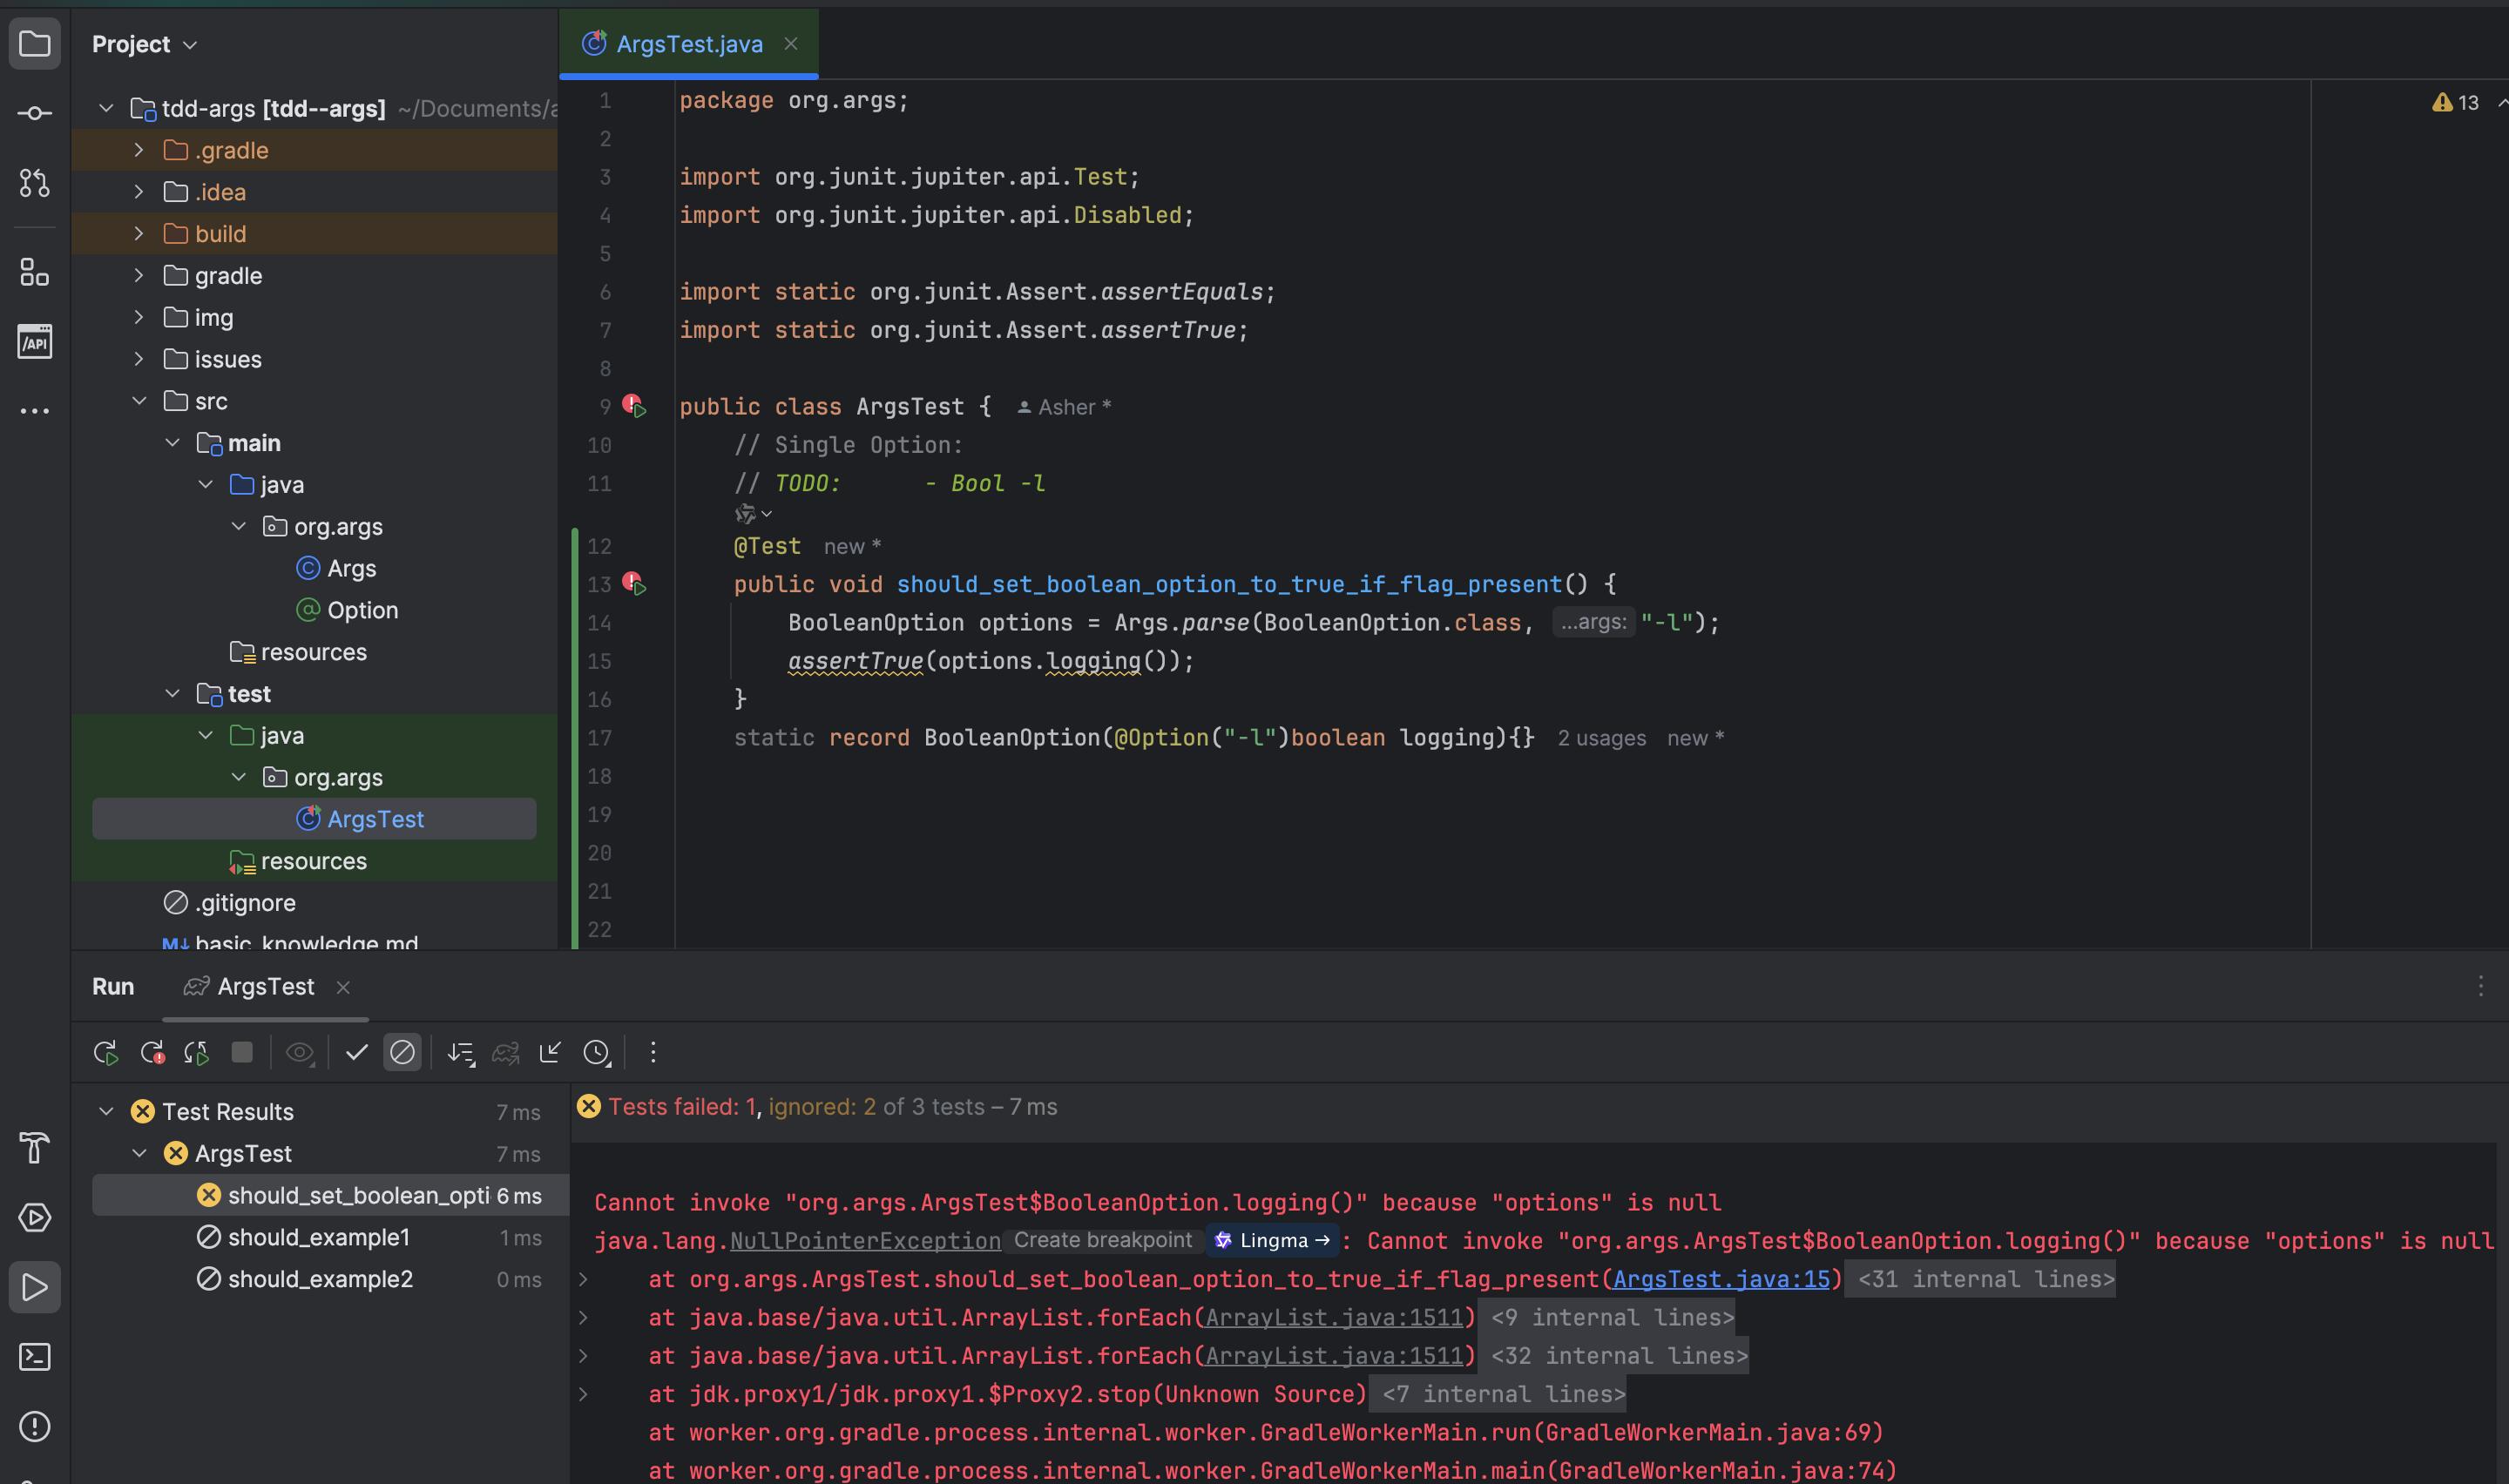 Project
tdd-args [tdd--args] ~/Documents/a
.gradle
.idea
build
gradle
img
issues
src
main
java
org.args
Args
Option
resources
test
java
org.args
ArgsTest
resources
.gitignore
basic_knowledge.md
/API
ArgsTest.java
13
1 package org.args;
2
3 import org.junit.jupiter.api.Test;
4 import org.junit.jupiter.api.Disabled;
5
6 import static org.junit.Assert.assertEquals;
7 import static org.junit.Assert.assertTrue;
8
9 public class ArgsTest { Asher *
10 // Single Option:
11 // TODO:      - Bool -l
12 @Test new *
13 public void should_set_boolean_option_to_true_if_flag_present() {
14 BooleanOption options = Args.parse(BooleanOption.class, ...args: "-l");
15 assertTrue(options.logging());
16 }
17 static record BooleanOption(@Option("-l")boolean logging){} 2 usages new *
18
19
20
21
22
Run ArgsTest
Test Results 7 ms
ArgsTest 7 ms
should_set_boolean_opti 6 ms
should_example1 1 ms
should_example2 0 ms
Tests failed: 1, ignored: 2 of 3 tests – 7 ms
Cannot invoke "org.args.ArgsTest$BooleanOption.logging()" because "options" is null
java.lang.NullPointerException Create breakpoint Lingma → : Cannot invoke "org.args.ArgsTest$BooleanOption.logging()" because "options" is null
at org.args.ArgsTest.should_set_boolean_option_to_true_if_flag_present(ArgsTest.java:15) <31 internal lines>
at java.base/java.util.ArrayList.forEach(ArrayList.java:1511) <9 internal lines>
at java.base/java.util.ArrayList.forEach(ArrayList.java:1511) <32 internal lines>
at jdk.proxy1/jdk.proxy1.$Proxy2.stop(Unknown Source) <7 internal lines>
at worker.org.gradle.process.internal.worker.GradleWorkerMain.run(GradleWorkerMain.java:69)
at worker.org.gradle.process.internal.worker.GradleWorkerMain.main(GradleWorkerMain.java:74)